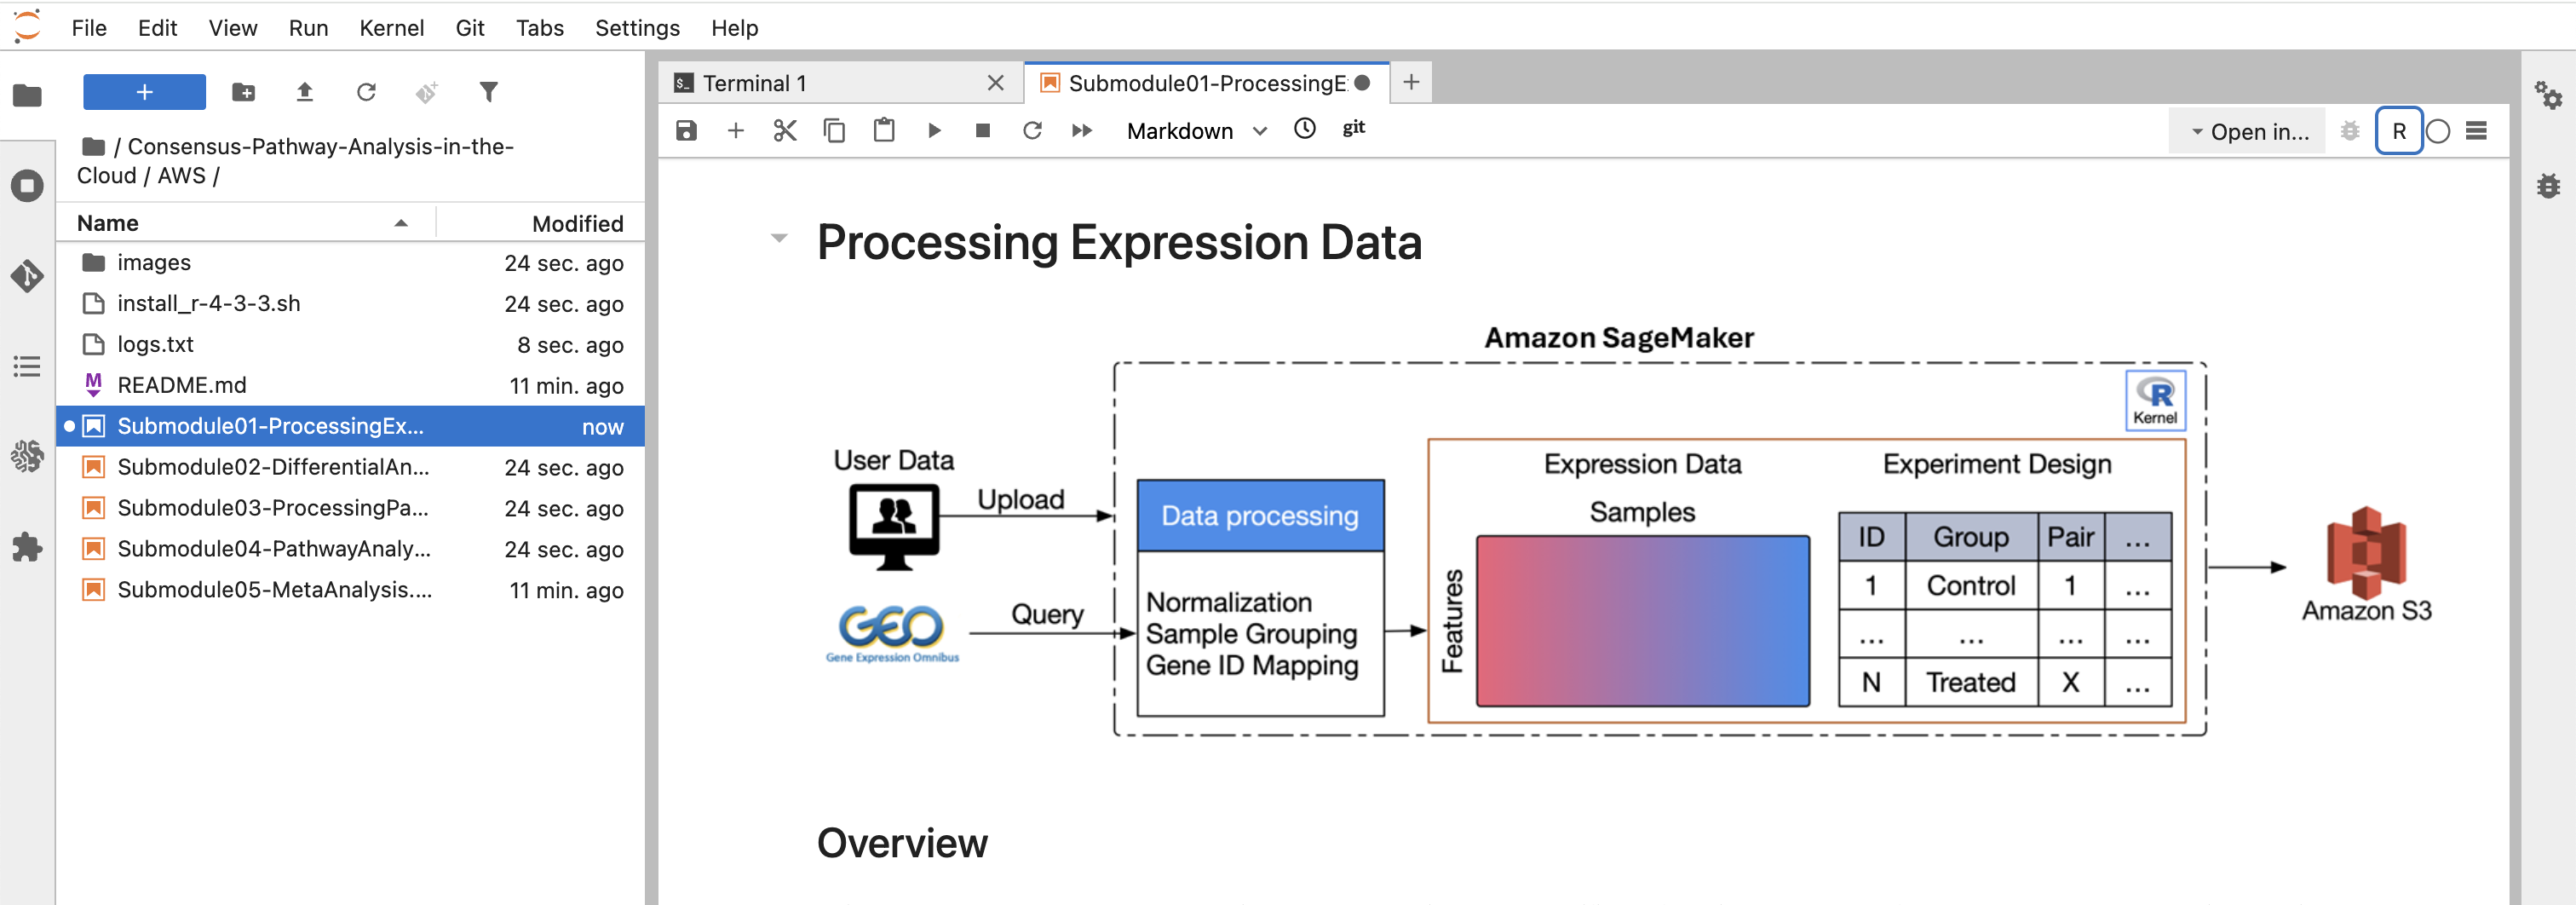 File Edit View Run Kernel Git Tabs Settings Help
/ Consensus-Pathway-Analysis-in-the-
Cloud / AWS /
Name Modified
images 24 sec. ago
install_r-4-3-3.sh 24 sec. ago
logs.txt 8 sec. ago
README.md 11 min. ago
Submodule01-ProcessingEx... now
Submodule02-DifferentialAn... 24 sec. ago
Submodule03-ProcessingPa... 24 sec. ago
Submodule04-PathwayAnaly... 24 sec. ago
Submodule05-MetaAnalysis.... 11 min. ago
Terminal 1
Submodule01-ProcessingE
Markdown git Open in... R
Processing Expression Data
Amazon SageMaker
R
Kernel
User Data
Upload
GEO
Gene Expression Omnibus
Query
Data processing
Normalization
Sample Grouping
Gene ID Mapping
Expression Data
Samples
Features
Experiment Design
ID Group Pair ...
1 Control 1 ...
... ... ... ...
N Treated X ...
Amazon S3
Overview